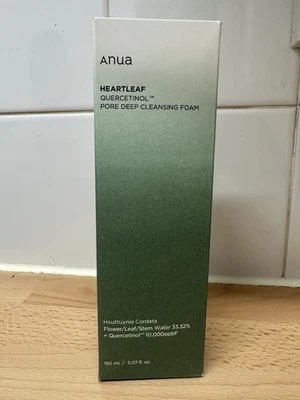 Anua
HEARTLEAF
QUERCETINOL™
PORE DEEP CLEANSING FOAM
Houttuynia Cordata
Flower/Leaf/Stem Water 33.32%
+ Quercetinol™ 10,000ppbF
150 mL / 5.07 fl. oz.